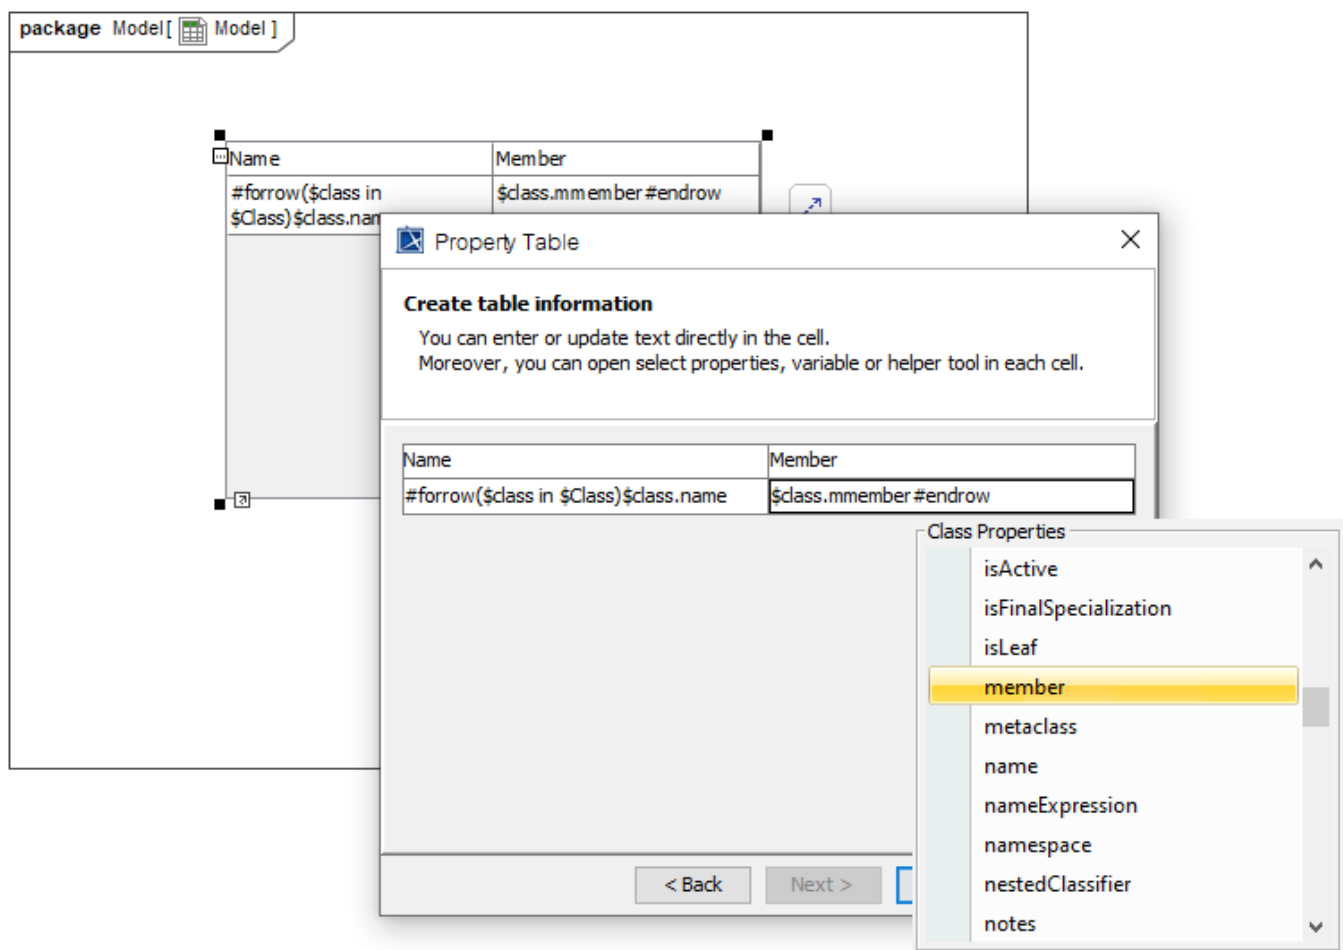 package Model[ Model ]
Name Member
#forrow($class in $class.mmember#endrow
$Class)$class.nam
Property Table
Create table information
You can enter or update text directly in the cell.
Moreover, you can open select properties, variable or helper tool in each cell.
Name Member
#forrow($class in $Class)$class.name $class.mmember#endrow
Class Properties
isActive
isFinalSpecialization
isLeaf
member
metaclass
name
nameExpression
namespace
nestedClassifier
notes
< Back Next >